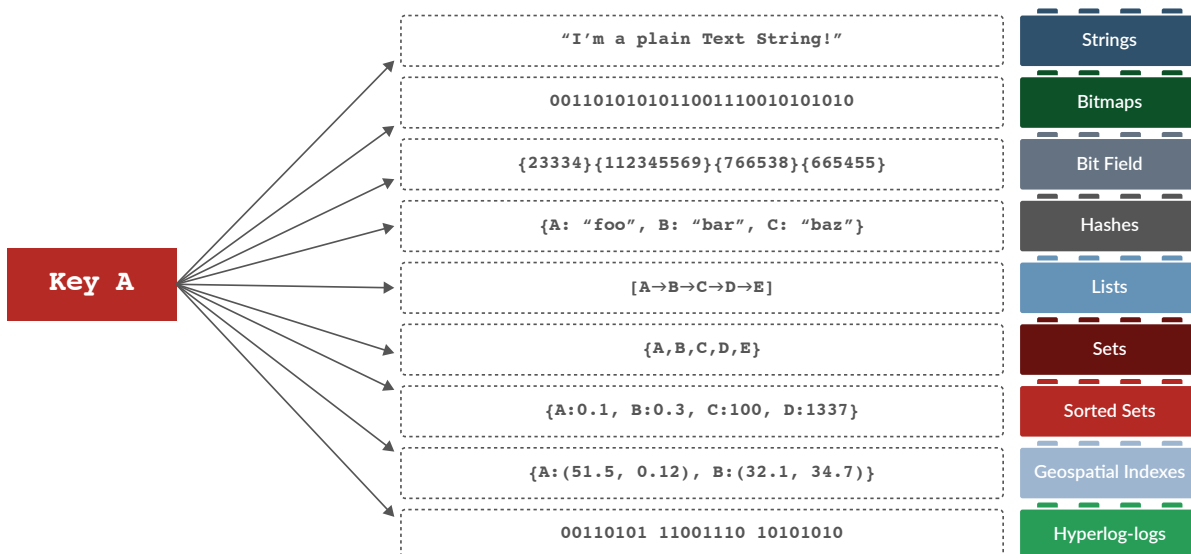 “I’m a plain Text String!”
Strings
0011010101011001110010101010
Bitmaps
{23334}{112345569}{766538}{665455}
Bit Field
{A: “foo”, B: “bar”, C: “baz”}
Hashes
Key A
[A→B→C→D→E]
Lists
{A,B,C,D,E}
Sets
{A:0.1, B:0.3, C:100, D:1337}
Sorted Sets
{A:(51.5, 0.12), B:(32.1, 34.7)}
Geospatial Indexes
00110101 11001110 10101010
Hyperlog-logs